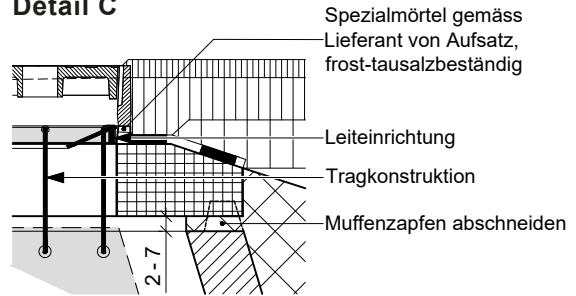 Detail C
Spezialmörtel gemäss
Lieferant von Aufsatz,
frost-tausalzbeständig
Leiteinrichtung
Tragkonstruktion
Muffenzapfen abschneiden
2 - 7